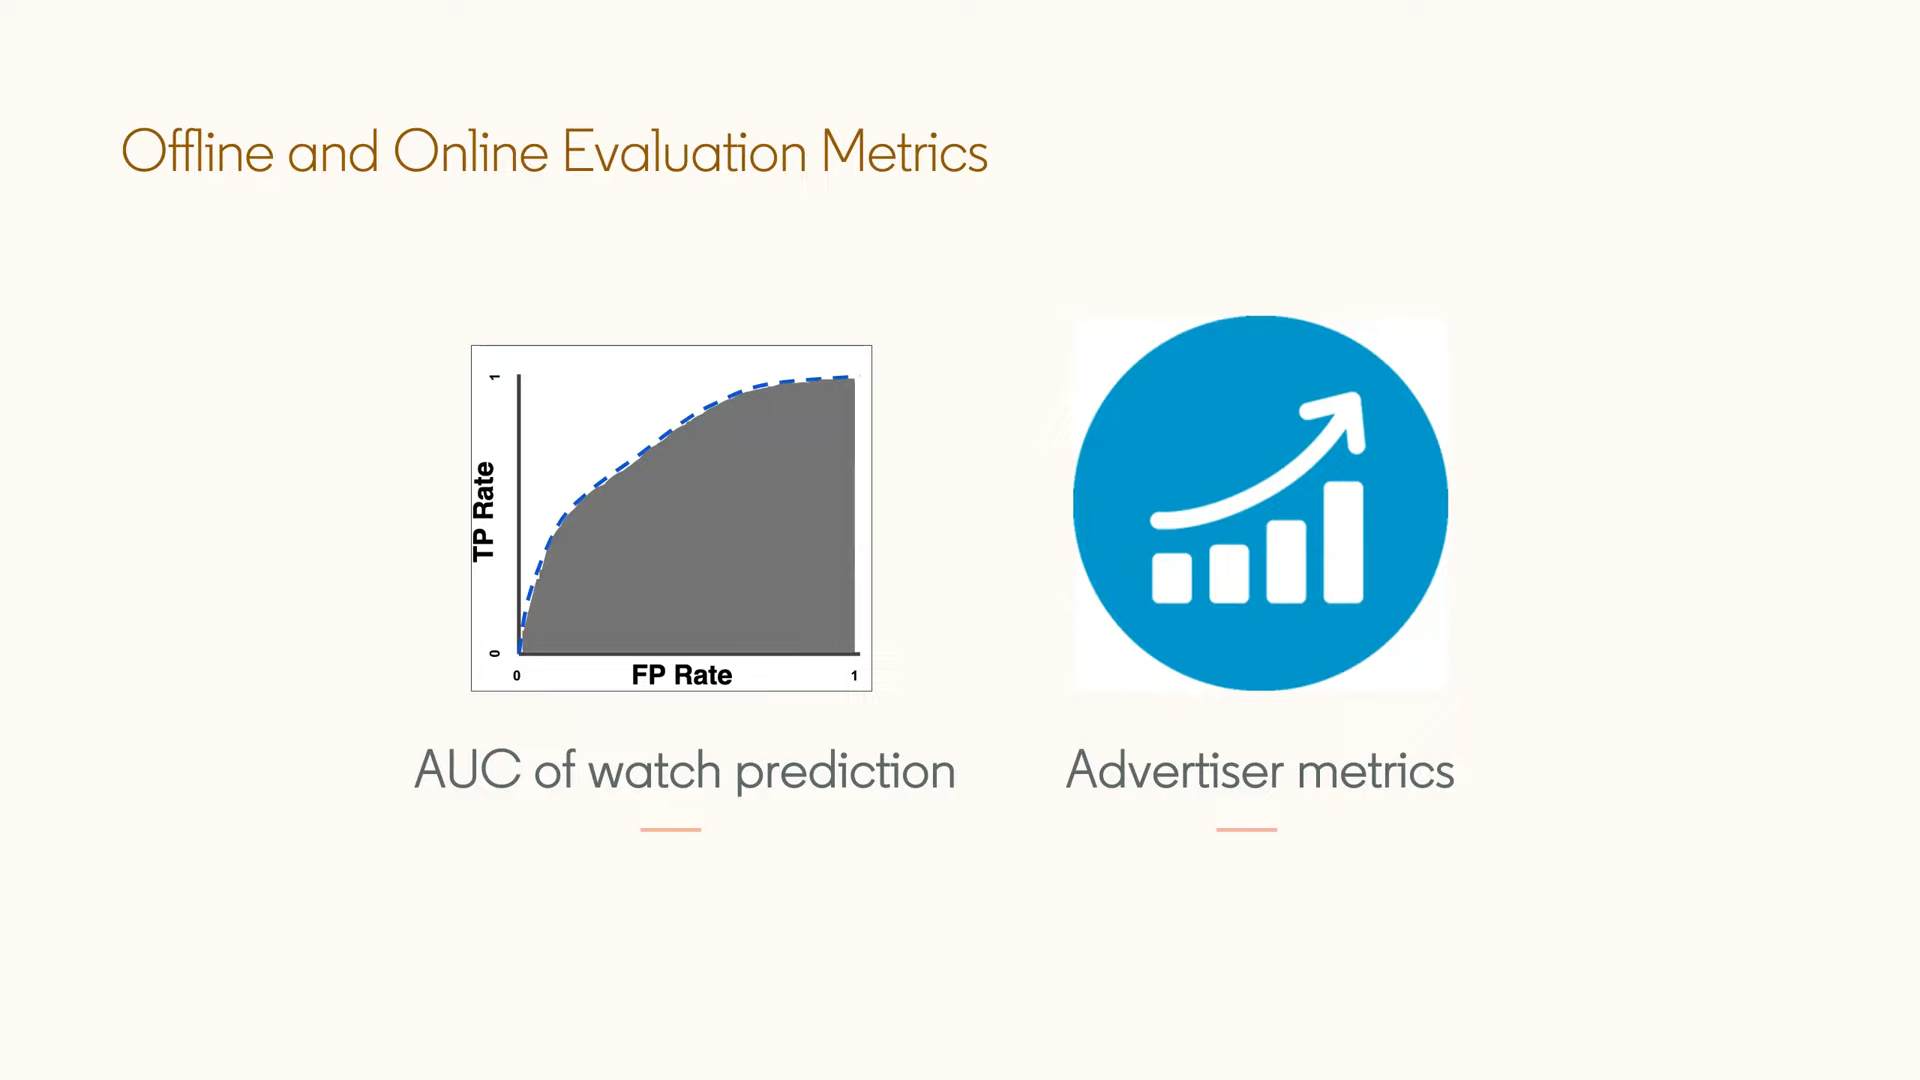 Offline and Online Evaluation Metrics
1
TP Rate
0
0
FP Rate
1
AUC of watch prediction
Advertiser metrics